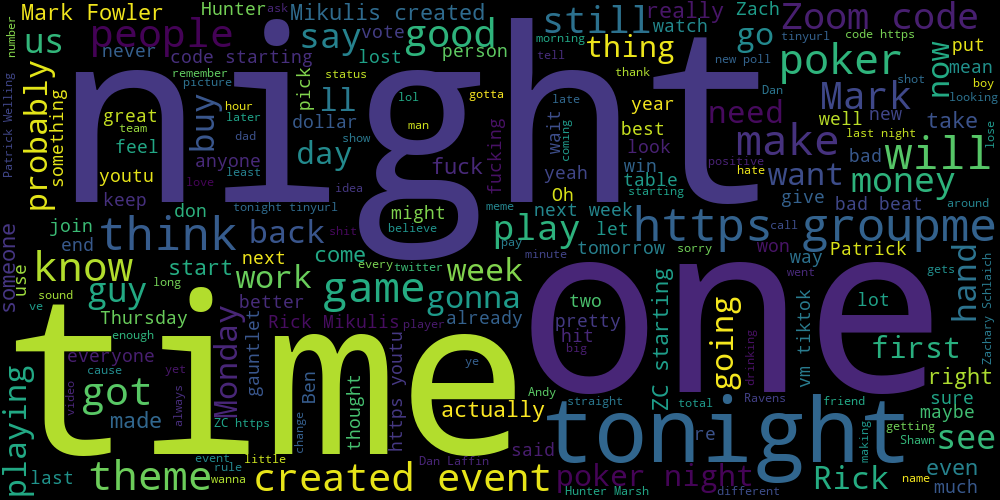 Mark Fowler
Hunter
ask
Mikulis created
still
really
Zach
Zoom code
number
us
people
never
say
vote
good
person
watch
go
tinyurl
code https
put
code starting
lost
morning
tell
thing
new poll
poker
now
mean
boy
looking
Patrick Welling
probably
something
night
remember
picture
status
thank
Dan
shot
great
team
buy
hour
later
pick
ll
lol
gotta
late
year
need
Mark
new
take
feel
dad
dollar
show
man
Wait
coming
best
make
well
last night
lose
youtu
anyone
least
day
fuck
fucking
yeah
look
win
table
positive
bad
will
keep
love
idea
Oh
starting
hate
want
money
don
tonight tinyurl
might
meme
next week
give
bad beat
around
join
end
think
shit
back
believe
play
let
https
call
groupme
someone
use
know
next
come
every
twitter
pay
minute
tomorrow
sorry
won
way
Patrick
hand
sound
long
start
work
week
gets
went
ve
guy
game
better
gonna
two
lot
Zachary Schlaich
Thursday
Monday
gauntlet
Rick Mikulis
player
already
pretty
hit
big
ZC starting
going
vm tiktok
first
enough
time
one
everyone
cause
yet
Ben
thought
https youtu
ye
drinking
right
playing
video
got
always
Andy
straight
total
Ravens
friend
sure
made
ZC https
change
actually
tonight
making
getting
maybe
Shawn
see
event
little
said
re
last
theme
rule
wanna
created event
Dan Laffin
poker night
different
Hunter Marsh
Rick
name
even
much